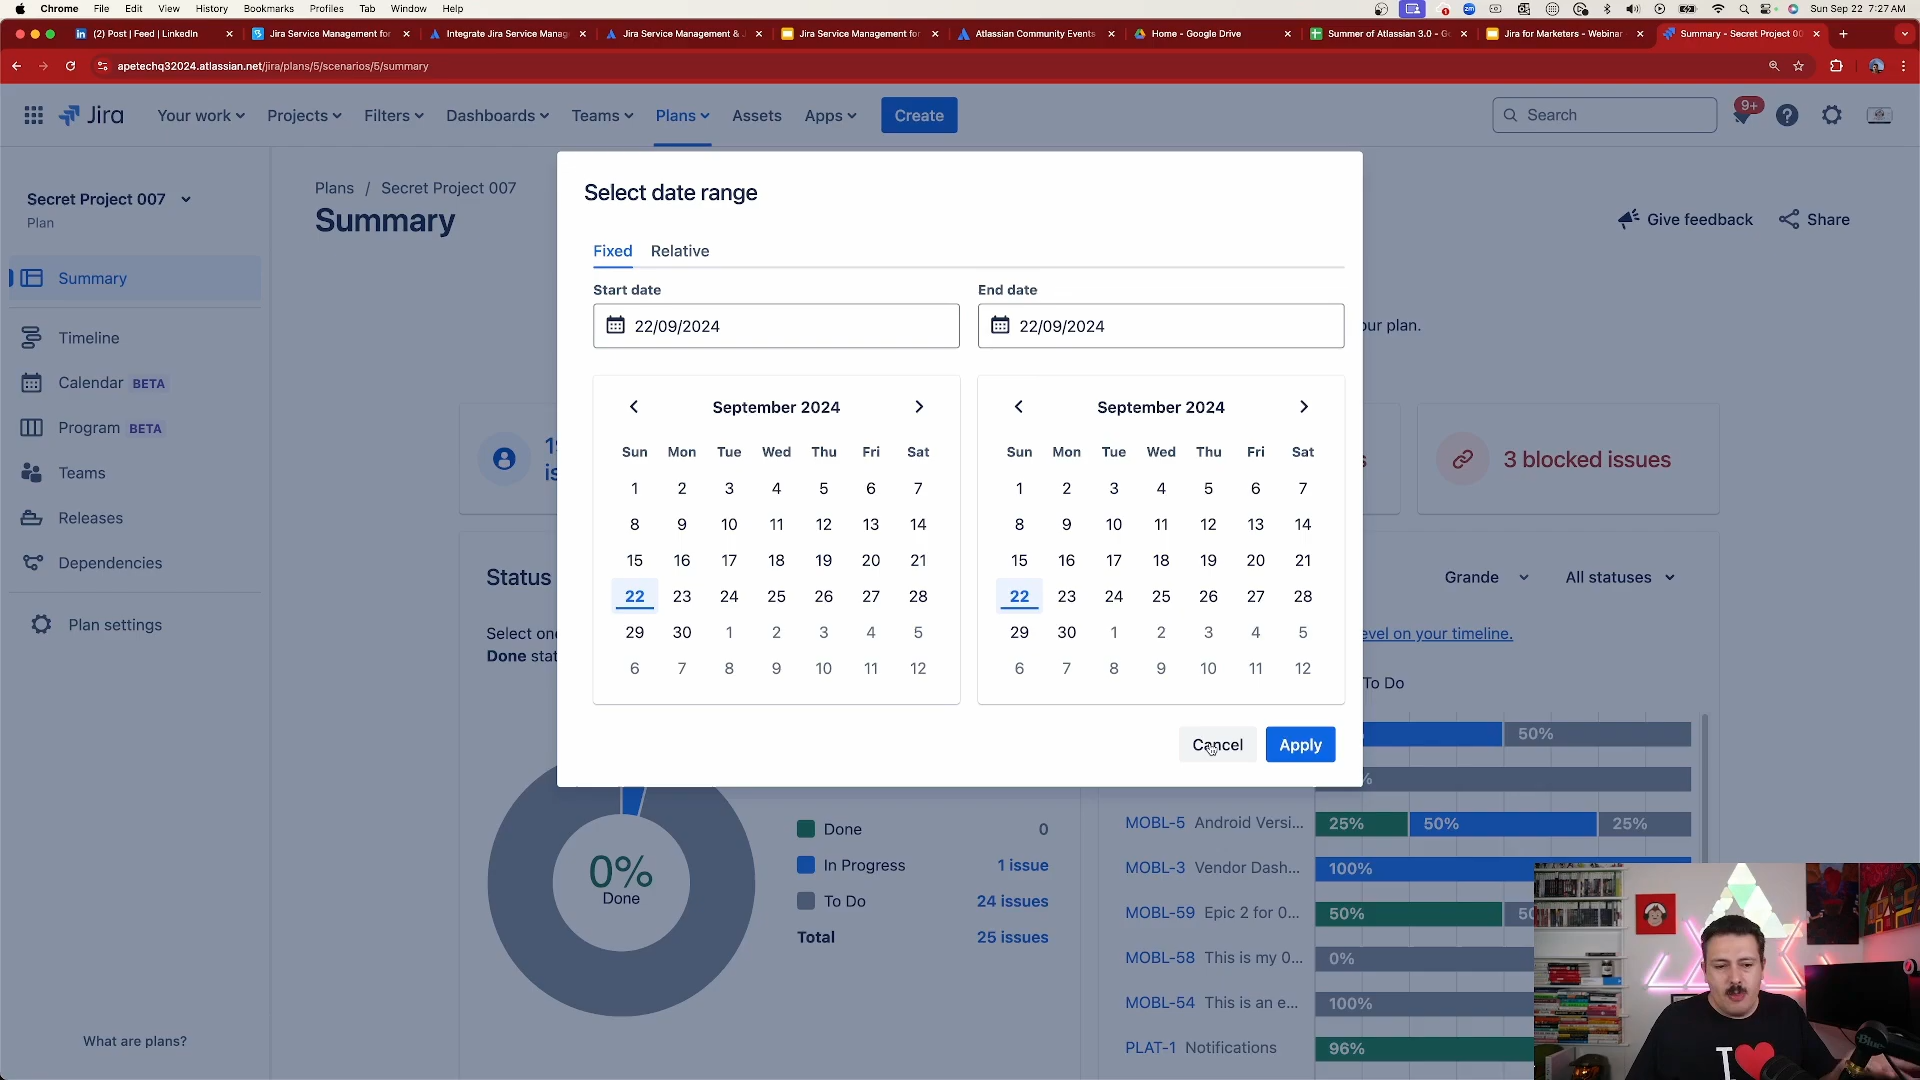 Chrome File Edit View History Bookmarks Profiles Tab Window Help
Sun Sep 22 7:27 AM
(2) Post | Feed | LinkedIn
Jira Service Management for
Integrate Jira Service Manag
Jira Service Management & J
Jira Service Management for
Atlassian Community Events
Home - Google Drive
Summer of Atlassian 3.0 - Go
Jira for Marketers - Webinar
Summary - Secret Project 00
apetechq32024.atlassian.net/jira/plans/5/scenarios/5/summary
Jira Your work Projects Filters Dashboards Teams Plans Assets Apps Create
Search
9+
Secret Project 007
Plan
Summary
Timeline
Calendar BETA
Program BETA
Teams
Releases
Dependencies
Plan settings
What are plans?
Plans / Secret Project 007
Summary
Give feedback
Share
our plan.
3 blocked issues
Status
Grande
All statuses
Select one
Done stat
evel on your timeline.
To Do
Select date range
Fixed Relative
Start date
22/09/2024
End date
22/09/2024
September 2024
Sun Mon Tue Wed Thu Fri Sat
1 2 3 4 5 6 7
8 9 10 11 12 13 14
15 16 17 18 19 20 21
22 23 24 25 26 27 28
29 30 1 2 3 4 5
6 7 8 9 10 11 12
September 2024
Sun Mon Tue Wed Thu Fri Sat
1 2 3 4 5 6 7
8 9 10 11 12 13 14
15 16 17 18 19 20 21
22 23 24 25 26 27 28
29 30 1 2 3 4 5
6 7 8 9 10 11 12
Cancel
Apply
0%
Done
Done 0
In Progress 1 issue
To Do 24 issues
Total 25 issues
50%
MOBL-5 Android Versi... 25% 50% 25%
MOBL-3 Vendor Dash... 100%
MOBL-59 Epic 2 for 0... 50%
MOBL-58 This is my 0... 0%
MOBL-54 This is an e... 100%
PLAT-1 Notifications 96%
I
Blue